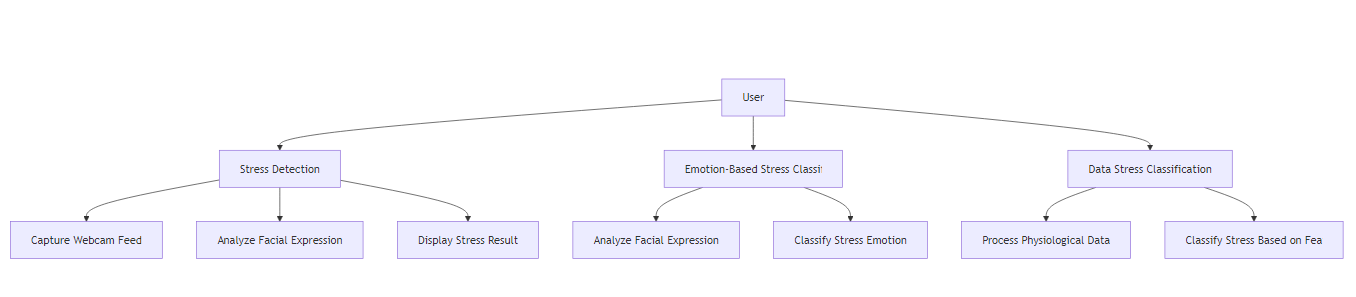 User
Stress Detection
Emotion-Based Stress Classif
Data Stress Classification
Capture Webcam Feed
Analyze Facial Expression
Display Stress Result
Analyze Facial Expression
Classify Stress Emotion
Process Physiological Data
Classify Stress Based on Fea